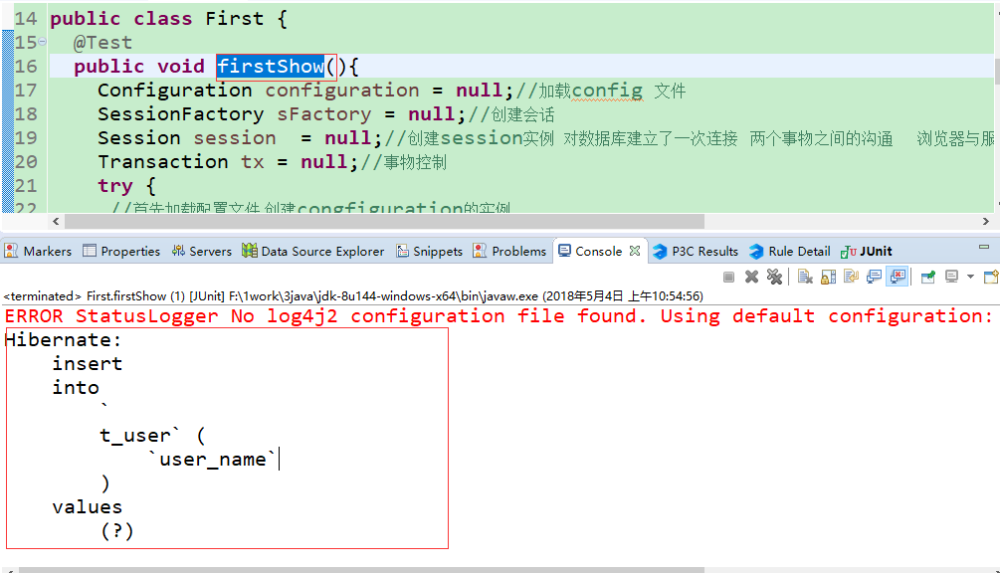 14 public class First {
15 @Test
16 public void firstShow(){
17 Configuration configuration = null;//加载config 文件
18 SessionFactory sFactory = null;//创建会话
19 Session session  = null;//创建session实例 对数据库建立了一次连接 两个事物之间的沟通  浏览器与服
20 Transaction tx = null;//事物控制
21 try {
22 //首先加载配置文件 创建congfiguration的实例
Markers Properties Servers Data Source Explorer Snippets Problems Console P3C Results Rule Detail JUnit
<terminated> First.firstShow (1) [JUnit] F:\1work\3java\jdk-8u144-windows-x64\bin\javaw.exe (2018年5月4日 上午10:54:56)
ERROR StatusLogger No log4j2 configuration file found. Using default configuration:
Hibernate:
insert
into
`
t_user` (
`user_name`
)
values
(?)